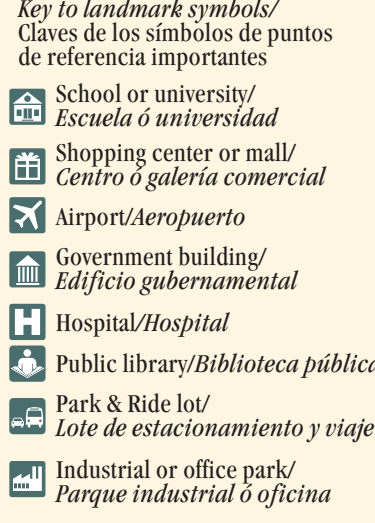 Key to landmark symbols/
Claves de los símbolos de puntos
de referencia importantes
School or university/
Escuela ó universidad
Shopping center or mall/
Centro ó galería comercial
Airport/Aeropuerto
Government building/
Edificio gubernamental
H Hospital/Hospital
Public library/Biblioteca pública
Park & Ride lot/
Lote de estacionamiento y viaje
Industrial or office park/
Parque industrial ó oficina